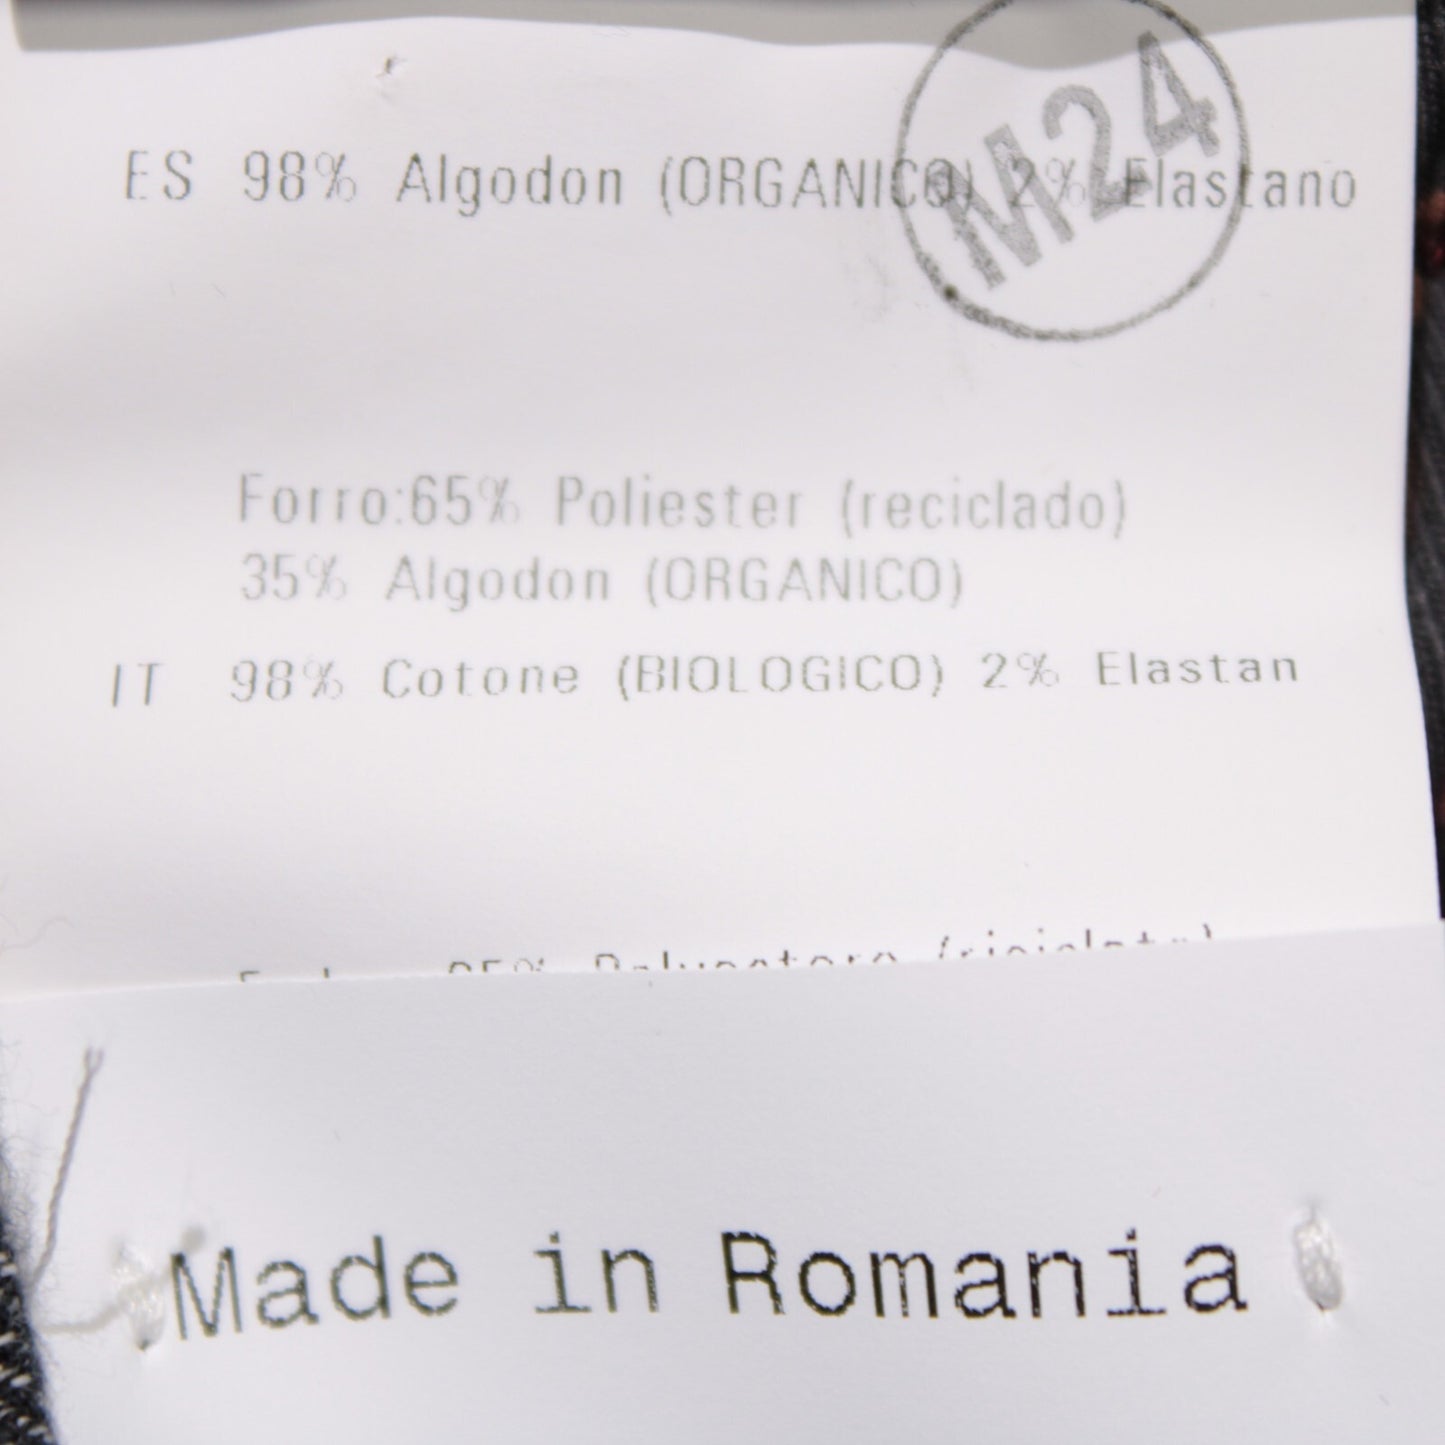 M24
ES 98% Algodon (ORGANICO) 2% Elastano
Forro:65% Poliester (reciclado)
35% Algodon (ORGANICO)
IT 98% Cotone (BIOLOGICO) 2% Elastan
Made in Romania